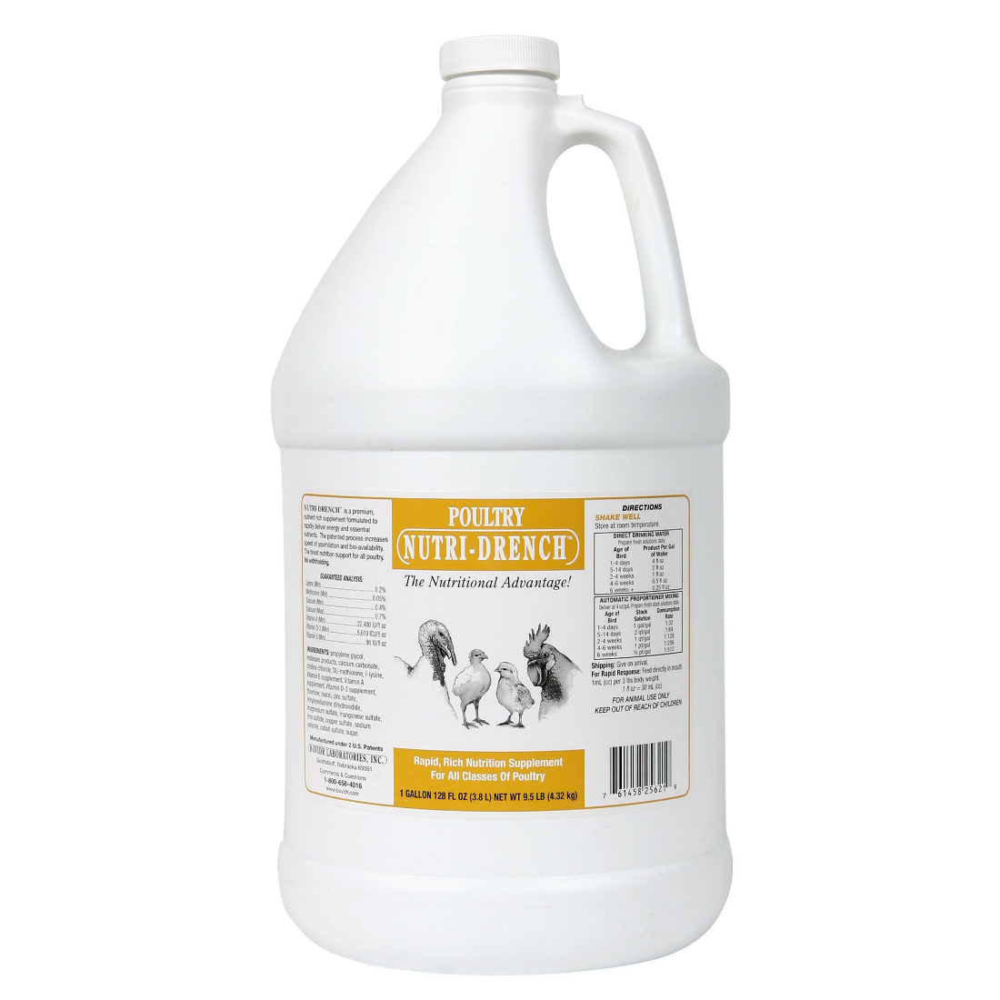 NUTRI-DRENCH™ is a premium,
nutrient rich supplement formulated to
rapidly deliver energy and essential
nutrients. The patented process increases
speed of assimilation and bio-availability.
The finest nutrition support for all poultry.
No withholding.
GUARANTEED ANALYSIS:
Lysine (Min) 0.2%
Methionine (Min) 0.05%
Calcium (Min) 0.4%
Calcium (Max) 0.7%
Vitamin A (Min) 22,400 IU/fl oz
Vitamin D-3 (Min) 5,610 ICU/fl oz
Vitamin E (Min) 90 IU/fl oz
INGREDIENTS: propylene glycol,
molasses products, calcium carbonate,
choline chloride, DL-methionine, l-lysine,
Vitamin E supplement, Vitamin A
supplement, Vitamin D-3 supplement,
thiamine, niacin, zinc sulfate,
ethylenediamine dihydroiodide,
magnesium sulfate, manganese sulfate,
iron sulfate, copper sulfate, sodium
selenite, cobalt sulfate, sugar.
Manufactured under 2 U.S. Patents
BOVIDR LABORATORIES, INC.
Scottsbluff, Nebraska 69361
Comments & Questions
1-800-658-4016
www.bovidr.com
POULTRY
NUTRI-DRENCH™
The Nutritional Advantage!
Rapid, Rich Nutrition Supplement
For All Classes Of Poultry
1 GALLON 128 FL OZ (3.8 L) NET WT 9.5 LB (4.32 kg)
DIRECTIONS
SHAKE WELL
Store at room temperature.
DIRECT DRINKING WATER
Prepare fresh solutions daily.
Age of Product Per Gal
Bird of Water
1-4 days 4 fl oz
5-14 days 2 fl oz
2-4 weeks 1 fl oz
4-6 weeks 0.5 fl oz
6 weeks + 0.25 fl oz
AUTOMATIC PROPORTIONER MIXING
Deliver at 4 oz/gal. Prepare fresh stock solutions daily.
Age of Stock Consumption
Bird Solution Rate
1-4 days 1 gal/gal 1:32
5-14 days 2 qt/gal 1:64
2-4 weeks 1 qt/gal 1:128
4-6 weeks 1 pt/gal 1:256
6 weeks ½ pt/gal 1:512
Shipping: Give on arrival.
For Rapid Response: Feed directly in mouth.
1mL (cc) per 3 lbs body weight.
1 fl oz = 30 mL (cc)
FOR ANIMAL USE ONLY
KEEP OUT OF REACH OF CHILDREN
7 61458 25621 9